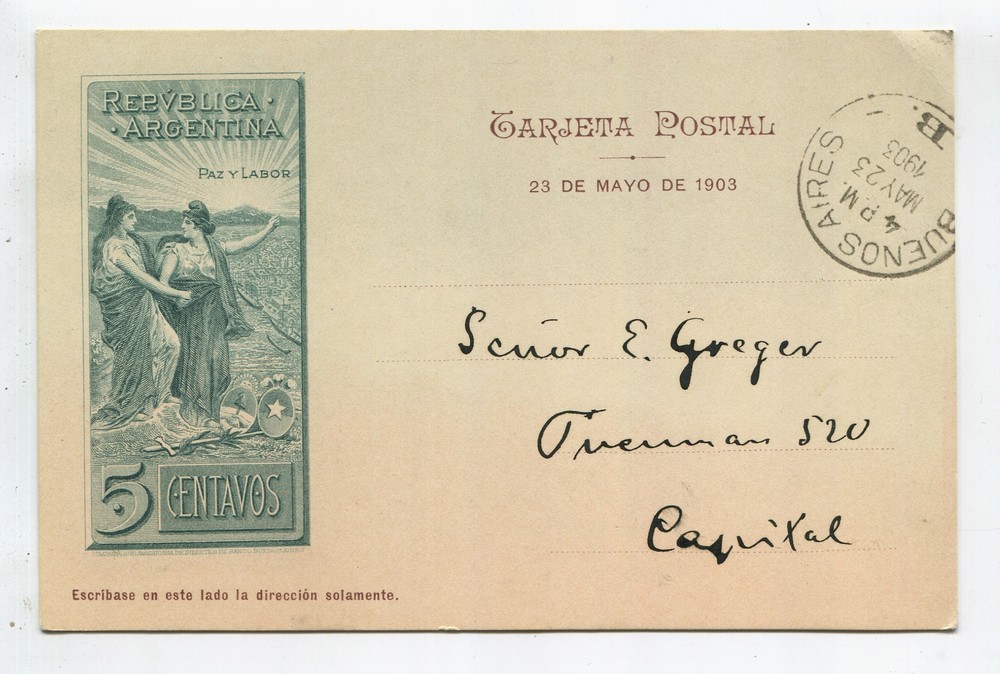 REPVBLICA
· ARGENTINA ·
PAZ Y LABOR
5 CENTAVOS
TARJETA POSTAL
23 DE MAYO DE 1903
BUENOS AIRES
4 P.M.
MAY 23
1903
B.
Señor E. Greger
Tucuman 520
Capital
Escríbase en este lado la dirección solamente.